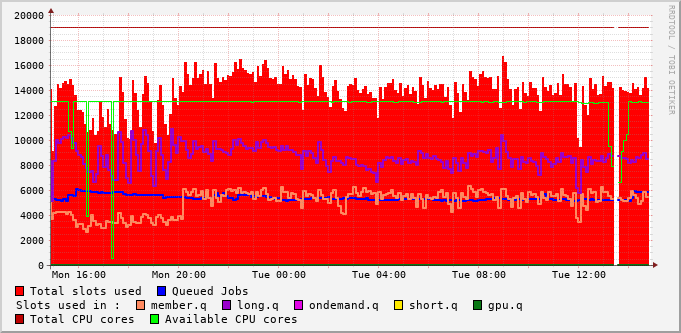 20000
18000
16000
14000
12000
10000
8000
6000
4000
2000
0
Mon 16:00 Mon 20:00 Tue 00:00 Tue 04:00 Tue 08:00 Tue 12:00
RRDTOOL / TOBI OETIKER
Total slots used Queued Jobs
Slots used in : member.q long.q ondemand.q short.q gpu.q
Total CPU cores Available CPU cores